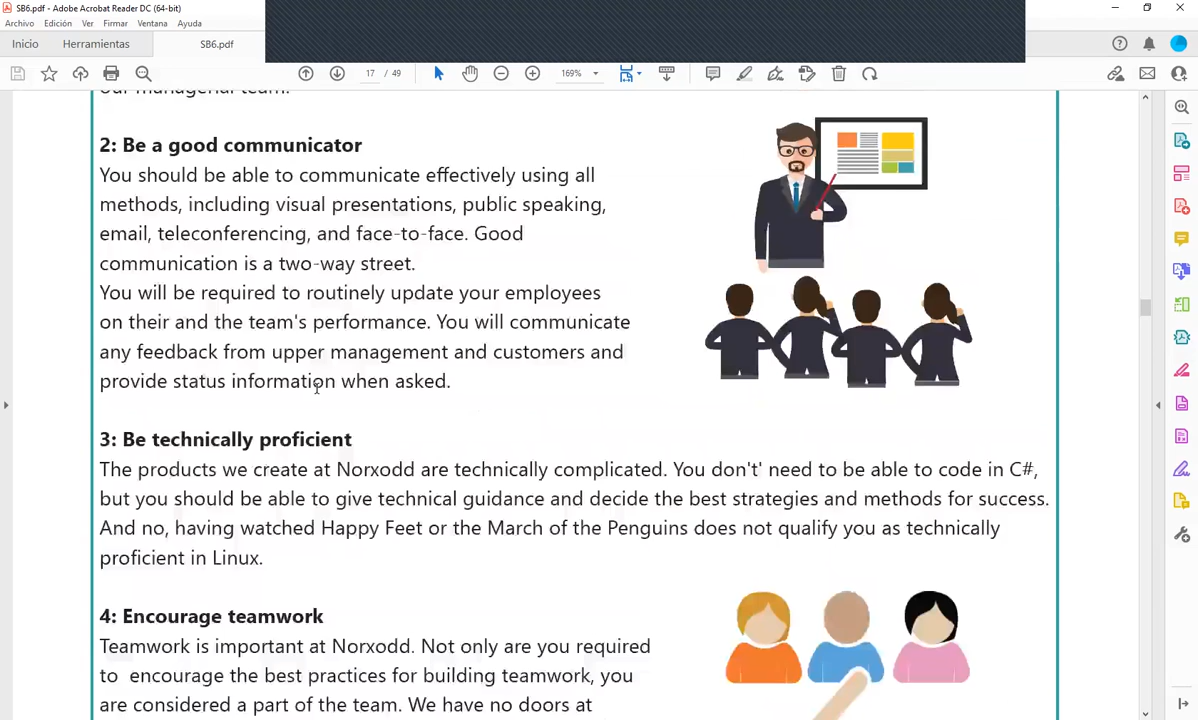 SB6.pdf - Adobe Acrobat Reader DC (64-bit)
Archivo Edición Ver Firmar Ventana Ayuda
Inicio Herramientas SB6.pdf
17 / 49 169%
our managerial team.
2: Be a good communicator
You should be able to communicate effectively using all
methods, including visual presentations, public speaking,
email, teleconferencing, and face-to-face. Good
communication is a two-way street.
You will be required to routinely update your employees
on their and the team's performance. You will communicate
any feedback from upper management and customers and
provide status information when asked.
3: Be technically proficient
The products we create at Norxodd are technically complicated. You don't' need to be able to code in C#,
but you should be able to give technical guidance and decide the best strategies and methods for success.
And no, having watched Happy Feet or the March of the Penguins does not qualify you as technically
proficient in Linux.
4: Encourage teamwork
Teamwork is important at Norxodd. Not only are you required
to  encourage the best practices for building teamwork, you
are considered a part of the team. We have no doors at